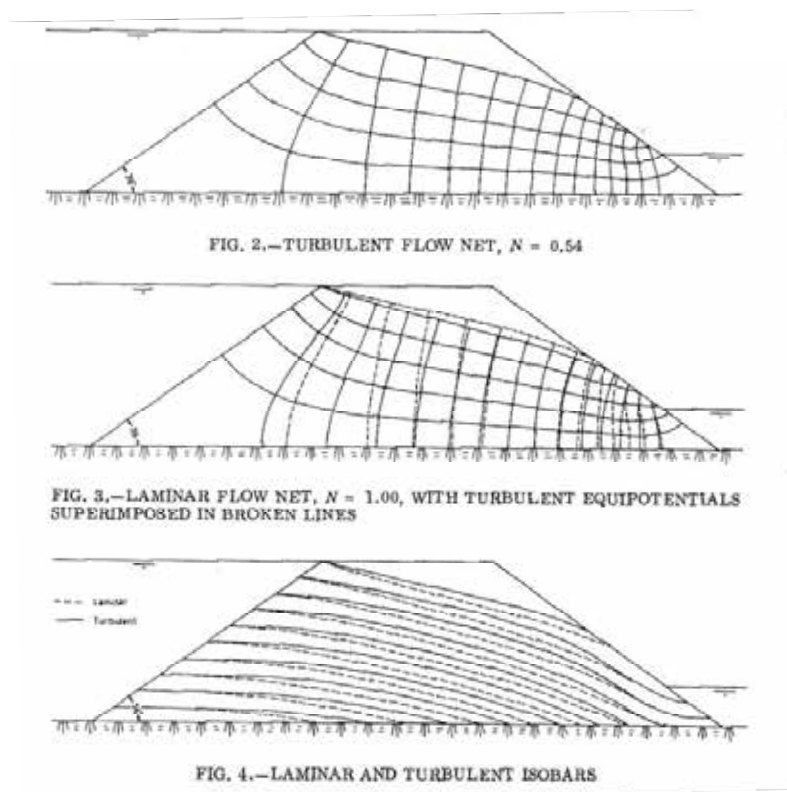 FIG. 2.—TURBULENT FLOW NET, N = 0.54
FIG. 3.—LAMINAR FLOW NET, N = 1.00, WITH TURBULENT EQUIPOTENTIALS
SUPERIMPOSED IN BROKEN LINES
Laminar
Turbulent
FIG. 4.—LAMINAR AND TURBULENT ISOBARS